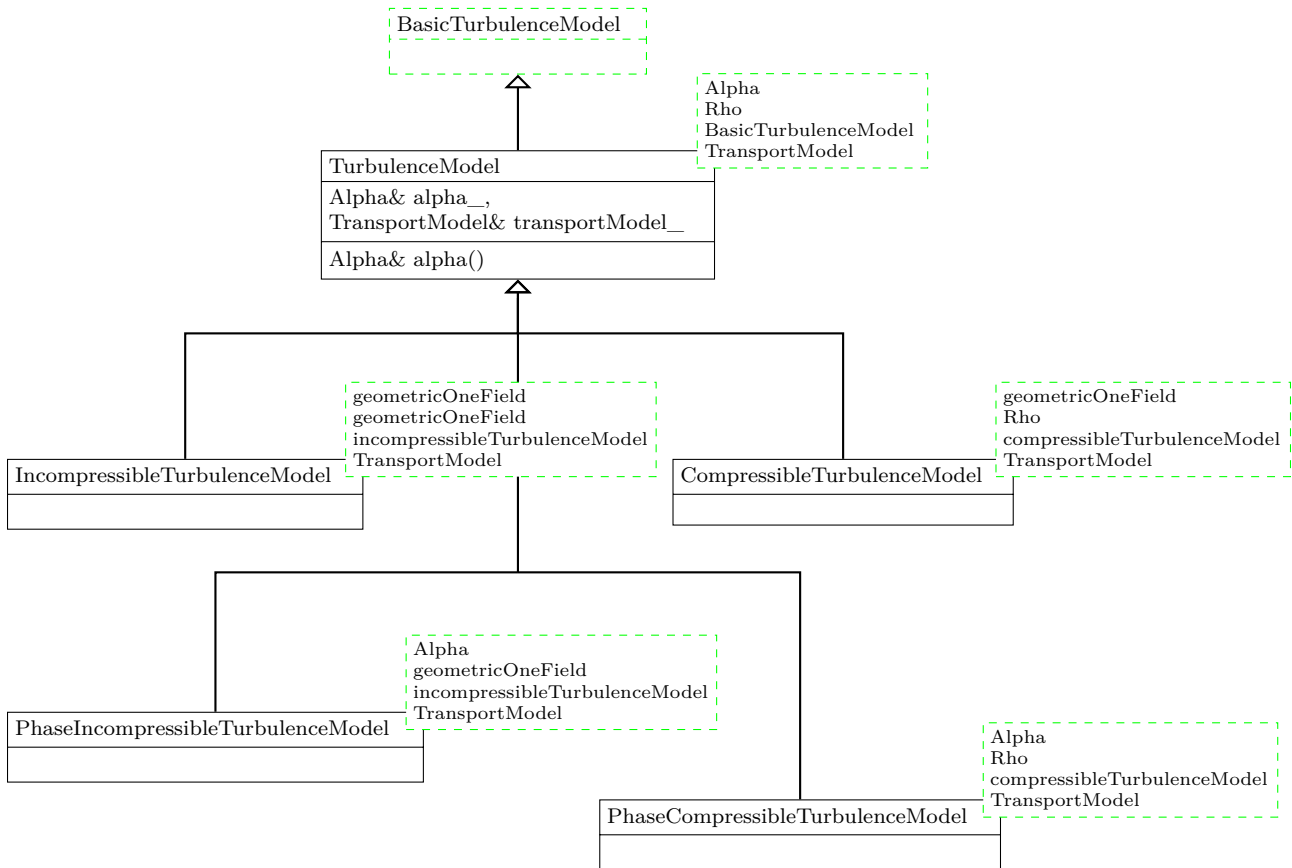 BasicTurbulenceModel
Alpha
Rho
BasicTurbulenceModel
TransportModel
TurbulenceModel
Alpha& alpha_,
TransportModel& transportModel_
Alpha& alpha()
geometricOneField
geometricOneField
incompressibleTurbulenceModel
TransportModel
IncompressibleTurbulenceModel
geometricOneField
Rho
compressibleTurbulenceModel
TransportModel
CompressibleTurbulenceModel
Alpha
geometricOneField
incompressibleTurbulenceModel
TransportModel
PhaseIncompressibleTurbulenceModel
Alpha
Rho
compressibleTurbulenceModel
TransportModel
PhaseCompressibleTurbulenceModel